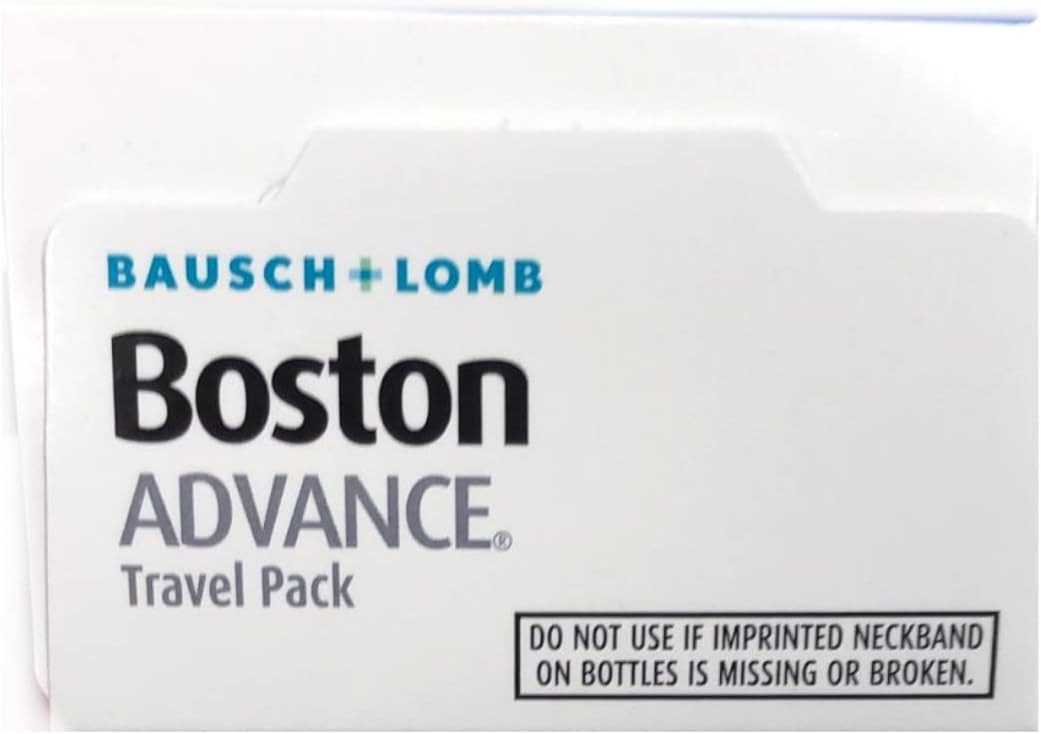 BAUSCH+LOMB
Boston
ADVANCE®
Travel Pack
DO NOT USE IF IMPRINTED NECKBAND
ON BOTTLES IS MISSING OR BROKEN.